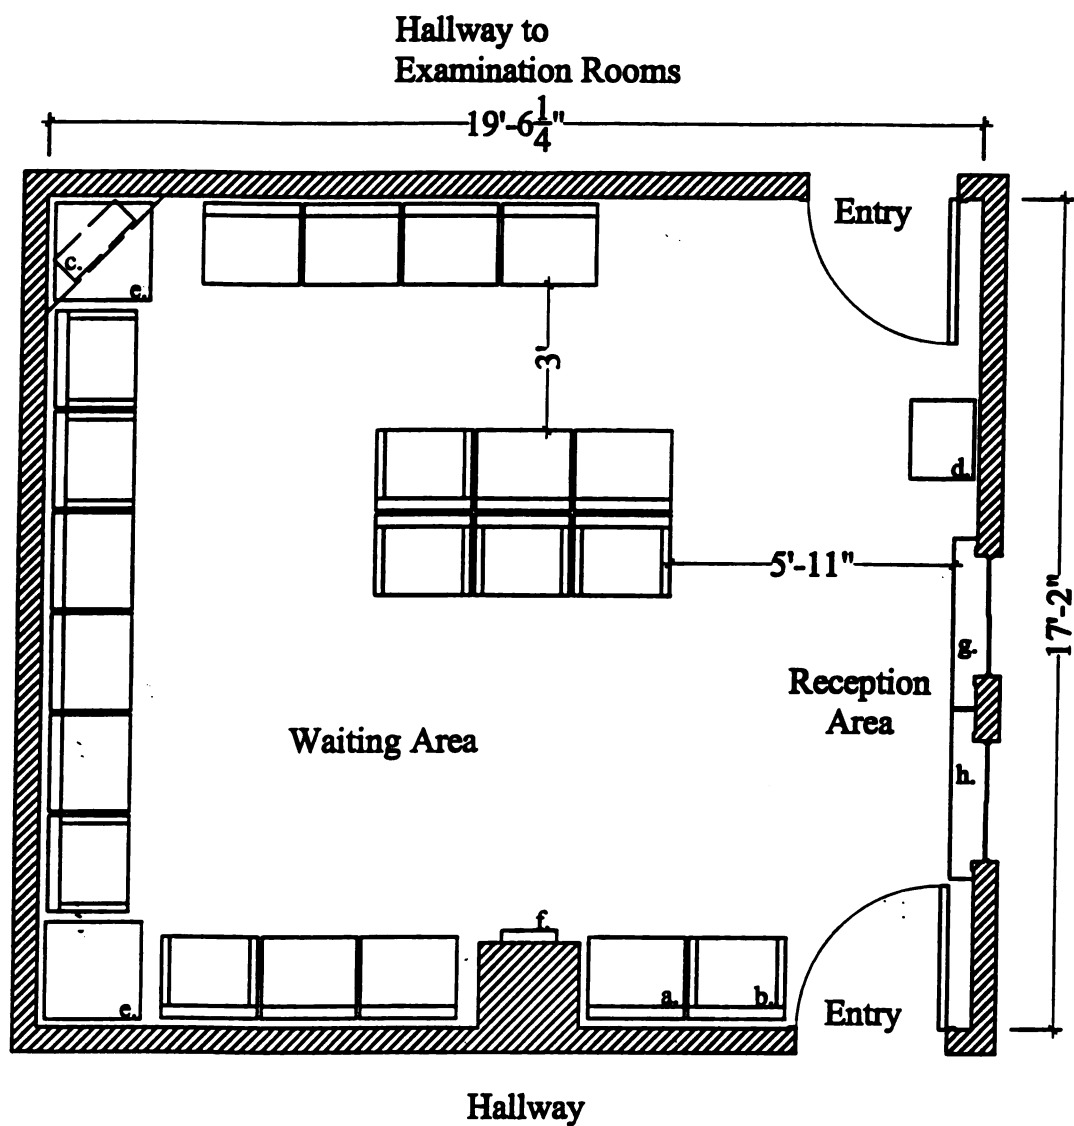 Hallway to
Examination Rooms
19'-6 1/4"
Entry
c.
e.
3'
d.
5'-11"
17'-2"
g.
Reception
Area
Waiting Area
h.
f.
a.
b.
e.
Entry
Hallway